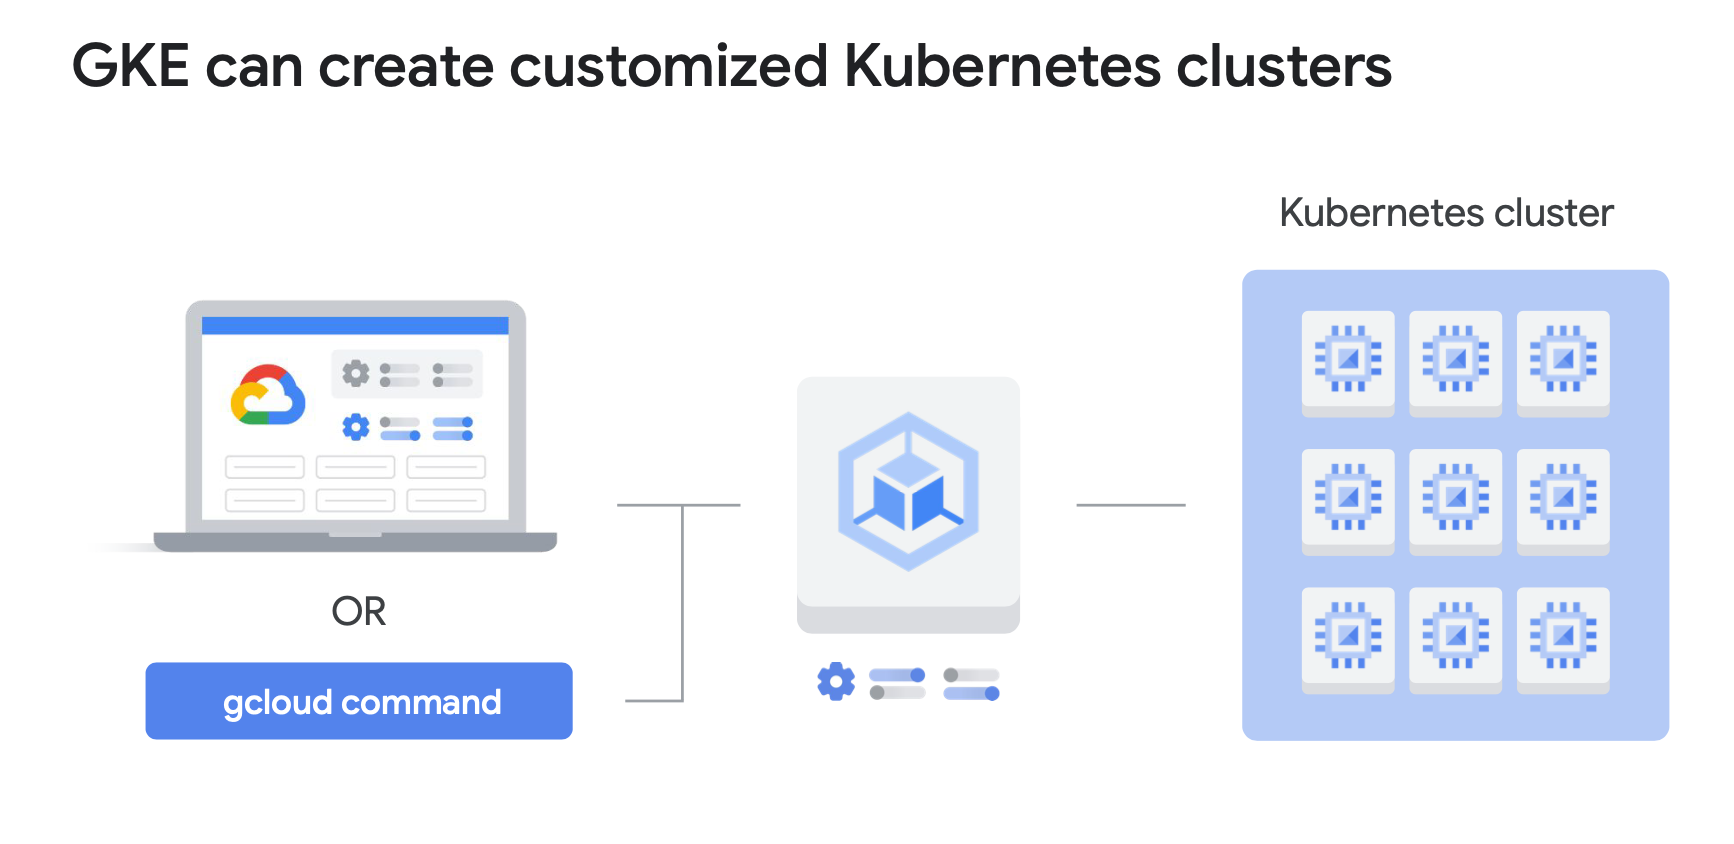 GKE can create customized Kubernetes clusters
Kubernetes cluster
OR
gcloud command